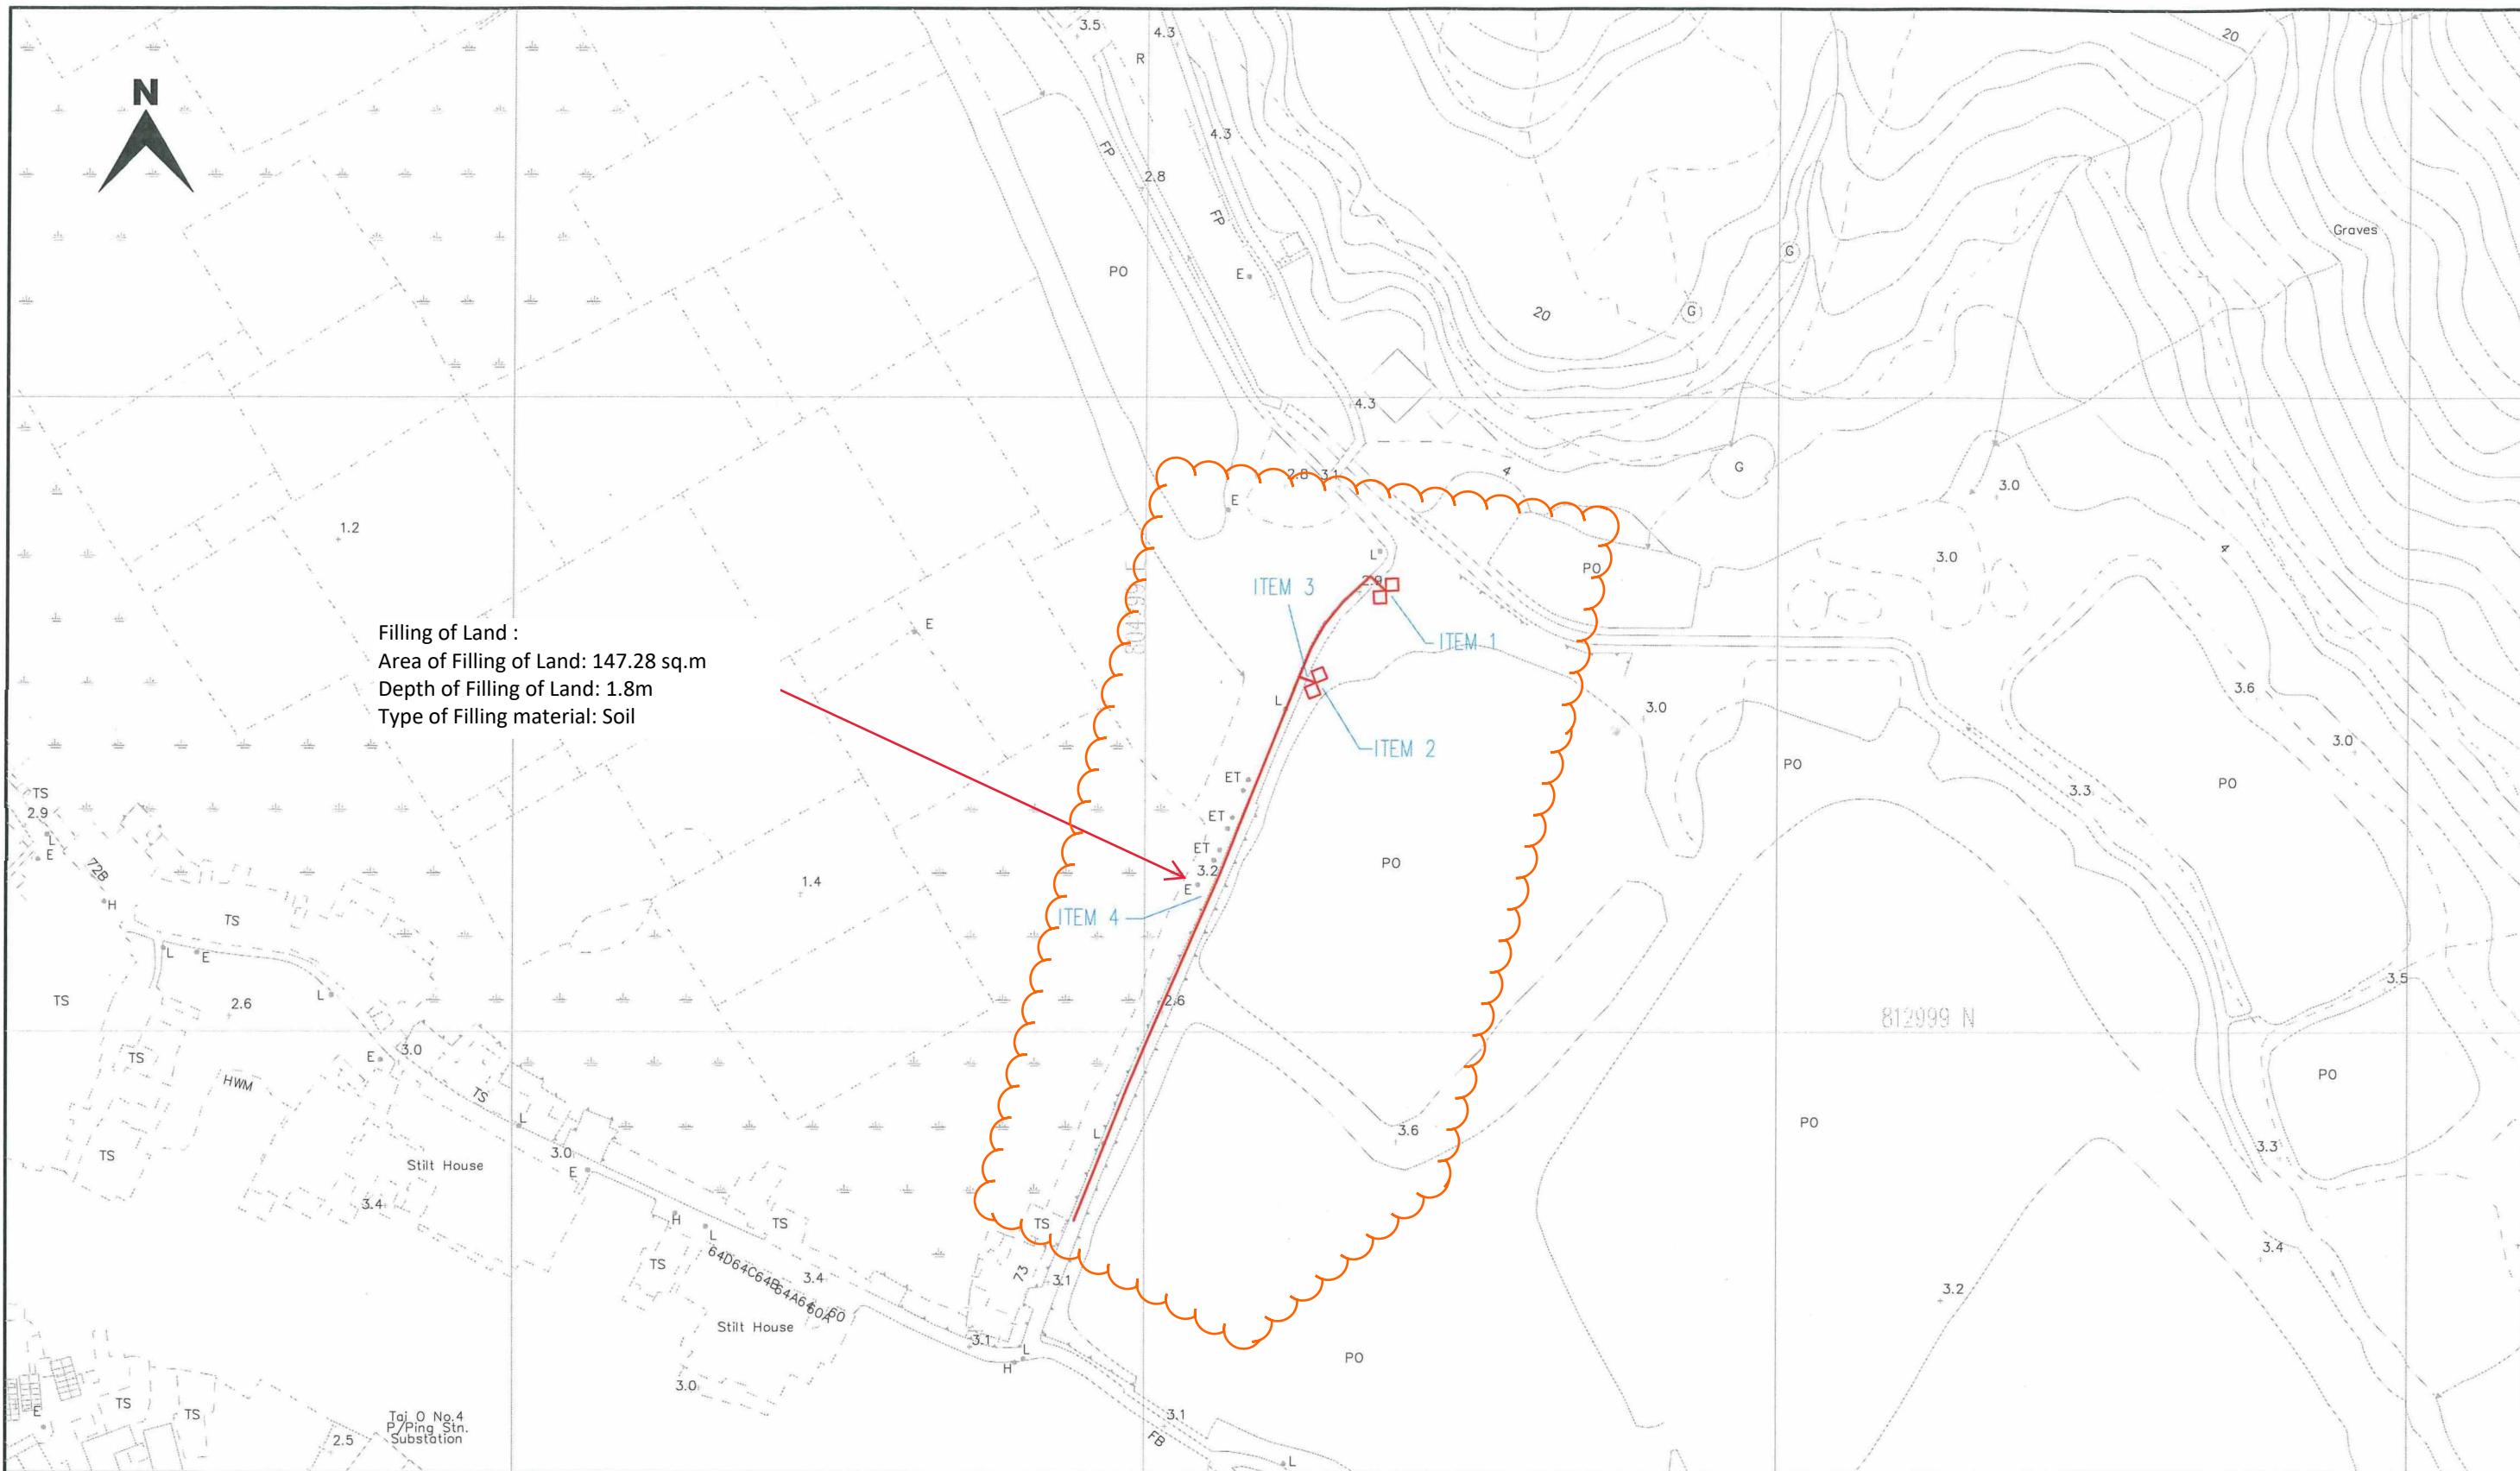 3.5
4.3
20
R
N
4.3
FP
2.8
FP
Graves
G
E
PO
G
20
4.3
2.8 3.1
4
G
3.0
E
1.2
L
3.0
4
PO
2.9
ITEM 3
ITEM 1
E
Filling of Land :
Area of Filling of Land: 147.28 sq.m
Depth of Filling of Land: 1.8m
Type of Filling material: Soil
3.6
L
3.0
ITEM 2
3.0
PO
ET
PO
TS
3.3
2.9
ET
L
ET
E
PO
72B
3.2
1.4
E
H
ITEM 4
TS
L
E
3.5
L
TS
2.6
2.6
812999 N
3.0
E
TS
PO
HWM
TS
L
PO
3.6
L
TS
3.0
3.3
Stilt House
E
3.4
H
TS
TS
L
3.4
64D64C64B
64A64
60A
60
3.4
TS
73
3.1
3.2
Stilt House
3.1
L
H
PO
3.0
TS
TS
E
Tai O No.4
P/Ping Stn.
Substation
3.1
2.5
FB
L